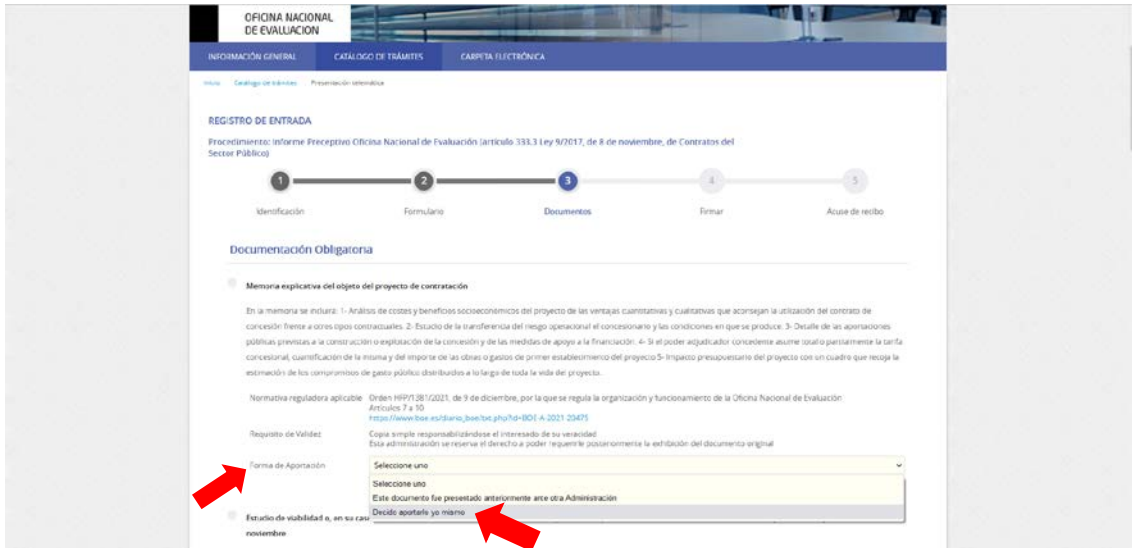 OFICINA NACIONAL
DE EVALUACION
INFORMACIÓN GENERAL CATÁLOGO DE TRÁMITES CARPETA ELECTRÓNICA
Inicio Catálogo de trámites Presentación telemática
REGISTRO DE ENTRADA
Procedimiento: Informe Preceptivo Oficina Nacional de Evaluación (artículo 333.3 Ley 9/2017, de 8 de noviembre, de Contratos del
Sector Público)
1 2 3 4 5
Identificación Formulario Documentos Firmar Acuse de recibo
Documentación Obligatoria
Memoria explicativa del objeto del proyecto de contratación
En la memoria se incluirá: 1- Análisis de costes y beneficios socioeconómicos del proyecto de las ventajas cuantitativas y cualitativas que aconsejan la utilización del contrato de
concesión frente a otros tipos contractuales. 2- Estudio de la transferencia del riesgo operacional el concesionario y las condiciones en que se produce. 3- Detalle de las aportaciones
públicas previstas a la construcción o explotación de la concesión y de las medidas de apoyo a la financiación. 4- Si el poder adjudicador concedente asume total o parcialmente la tarifa
concesional, cuantificación de la misma y del importe de las obras o gastos de primer establecimiento del proyecto 5- Impacto presupuestario del proyecto con un cuadro que recoja la
estimación de los compromisos de gasto público distribuidos a lo largo de toda la vida del proyecto.
Normativa reguladora aplicable Orden HFP/1381/2021, de 9 de diciembre, por la que se regula la organización y funcionamiento de la Oficina Nacional de Evaluación
Artículos 7 a 10
https://www.boe.es/diario_boe/txt.php?id=BOE-A-2021-20475
Requisito de Validez Copia simple responsabilizándose el interesado de su veracidad
Esta administración se reserva el derecho a poder requerirle posteriormente la exhibición del documento original
Forma de Aportación Seleccione uno
Seleccione uno
Este documento fue presentado anteriormente ante otra Administración
Decido aportarlo yo mismo
Estudio de viabilidad o, en su caso
noviembre